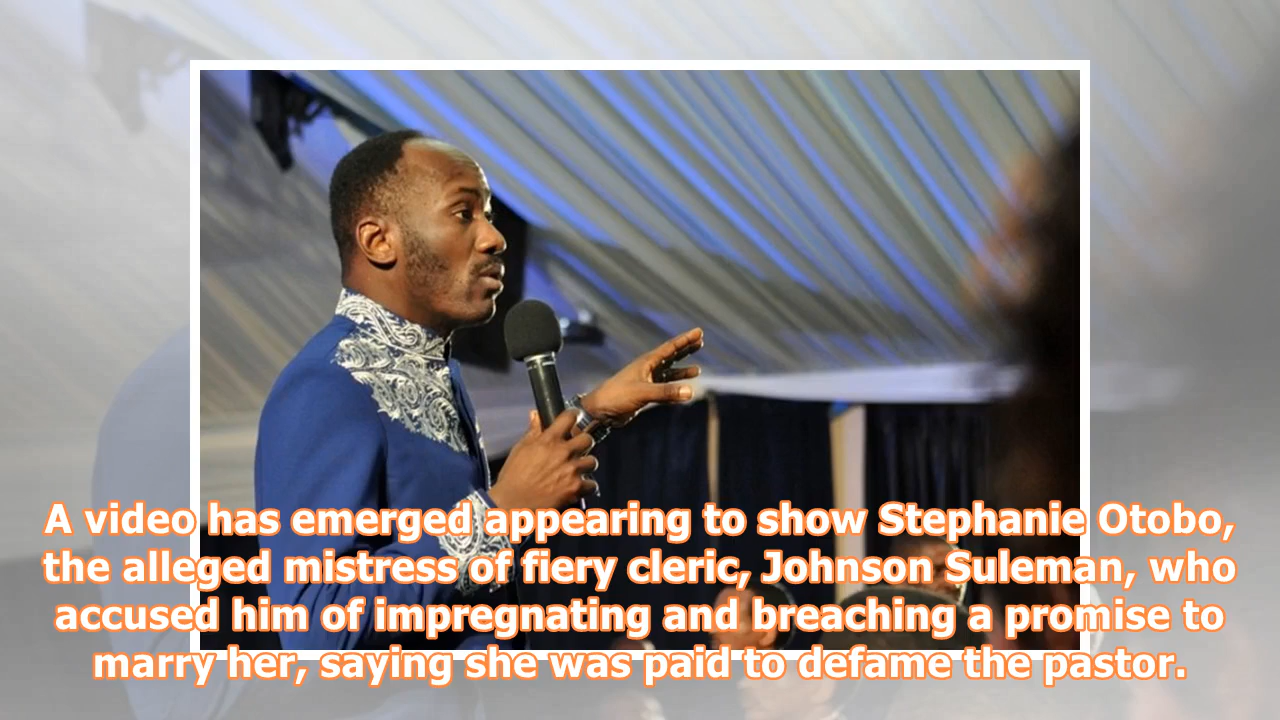 A video has emerged appearing to show Stephanie Otobo,
the alleged mistress of fiery cleric, Johnson Suleman, who
accused him of impregnating and breaching a promise to
marry her, saying she was paid to defame the pastor.